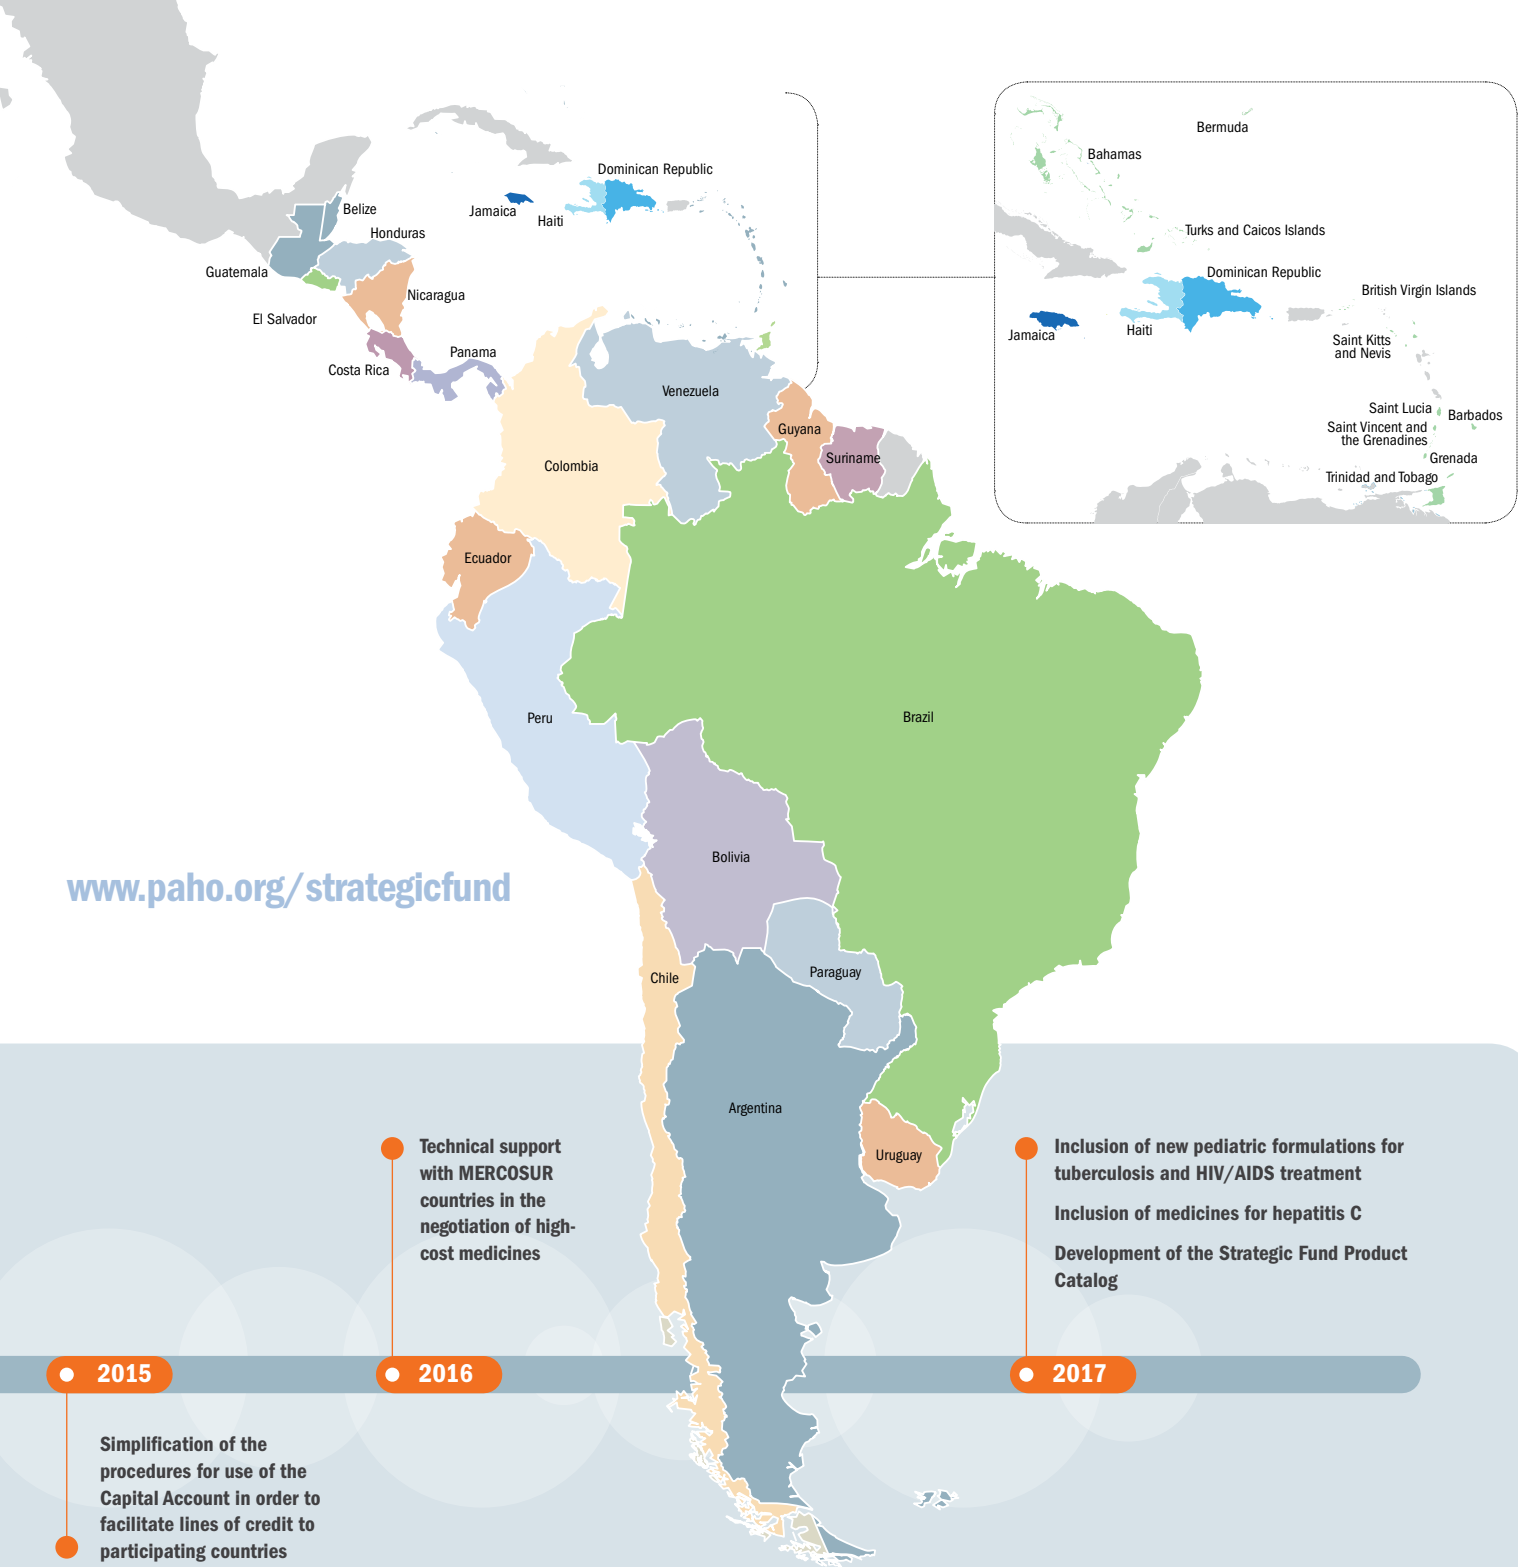 Dominican Republic
Jamaica
Haiti
Belize
Honduras
Guatemala
Nicaragua
El Salvador
Costa Rica
Panama
Bermuda
Bahamas
Turks and Caicos Islands
Dominican Republic
British Virgin Islands
Jamaica
Haiti
Saint Kitts
and Nevis
Saint Lucia
Barbados
Saint Vincent and
the Grenadines
Grenada
Trinidad and Tobago
Venezuela
Guyana
Suriname
Colombia
Ecuador
Peru
Brazil
Bolivia
www.paho.org/strategicfund
Paraguay
Chile
Argentina
Uruguay
Technical support
with MERCOSUR
countries in the
negotiation of high-
cost medicines
Inclusion of new pediatric formulations for
tuberculosis and HIV/AIDS treatment
Inclusion of medicines for hepatitis C
Development of the Strategic Fund Product
Catalog
2015
2016
2017
Simplification of the
procedures for use of the
Capital Account in order to
facilitate lines of credit to
participating countries